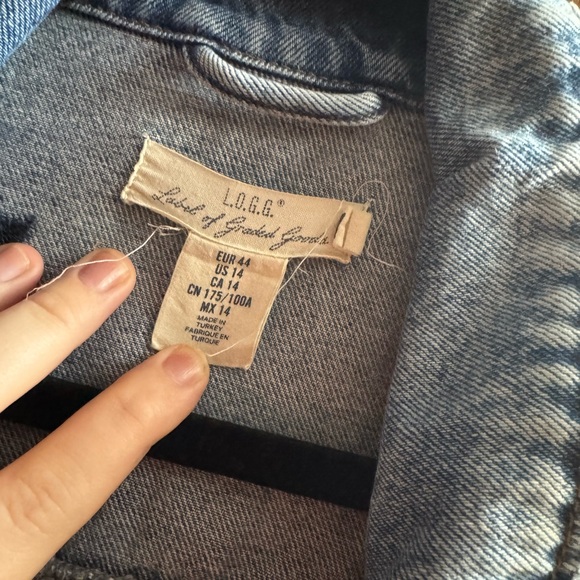 L.O.G.G.®
Label of Graded Goods
EUR 44
US 14
CA 14
CN 175/100A
MX 14
MADE IN
TURKEY
FABRIQUE EN
TURQUIE